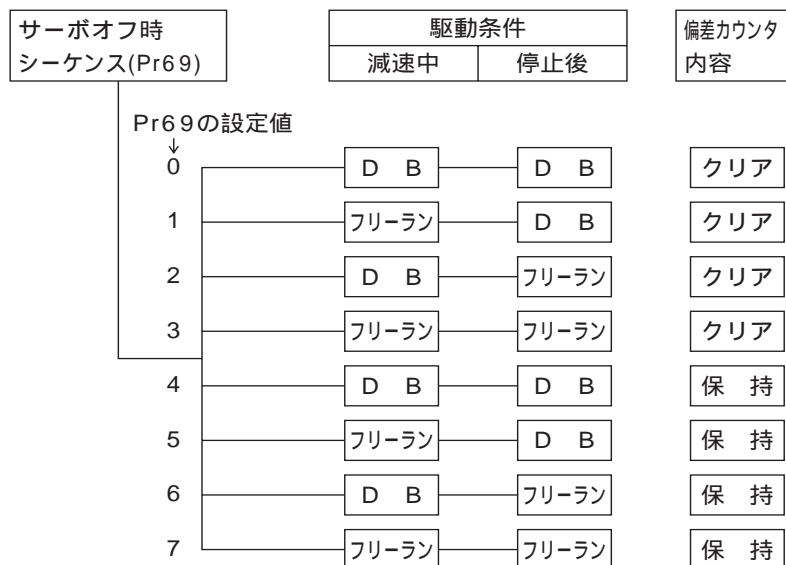 サーボオフ時
シーケンス(Pr69)
駆動条件
減速中 停止後
偏差カウンタ
内容
Pr69の設定値
↓
0 D B D B クリア
1 フリーラン D B クリア
2 D B フリーラン クリア
3 フリーラン フリーラン クリア
4 D B D B 保 持
5 フリーラン D B 保 持
6 D B フリーラン 保 持
7 フリーラン フリーラン 保 持